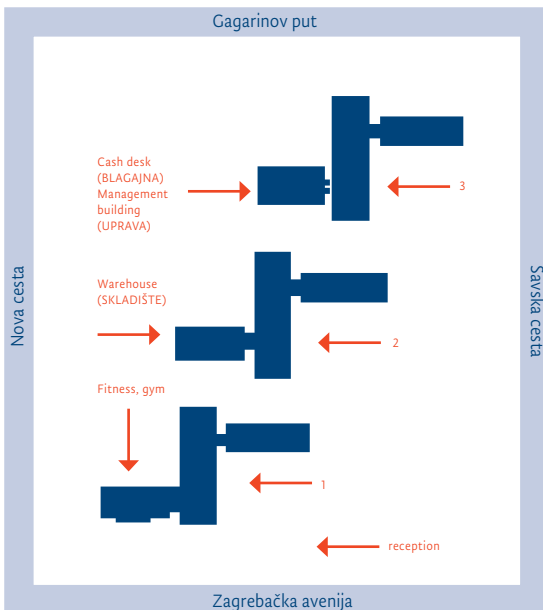 Gagarinov put
Cash desk
(BLAGAJNA)
Management
building
(UPRAVA)
3
Nova cesta
Savska cesta
Warehouse
(SKLADIŠTE)
2
Fitness, gym
1
reception
Zagrebačka avenija